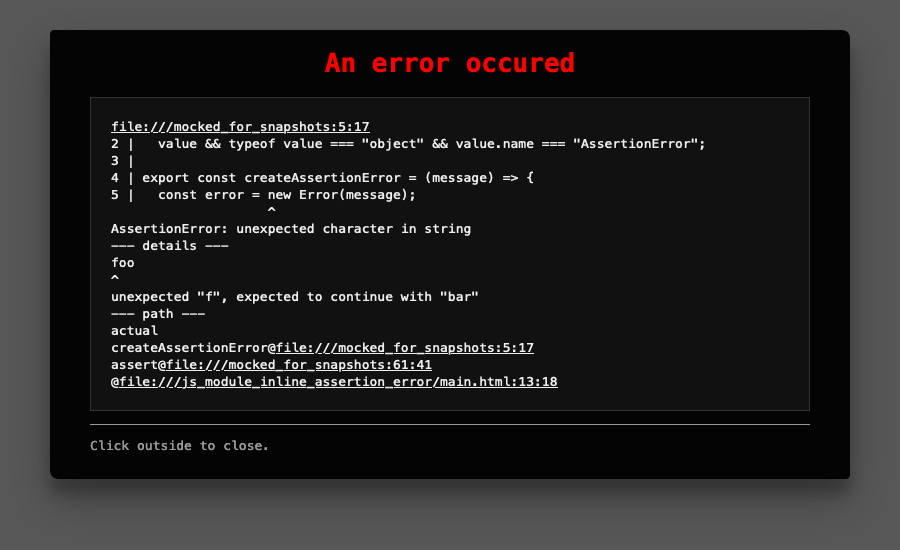 An error occured
file:///mocked_for_snapshots:5:17
2 |   value && typeof value === "object" && value.name === "AssertionError";
3 |
4 | export const createAssertionError = (message) => {
5 |   const error = new Error(message);
                    ^
AssertionError: unexpected character in string
--- details ---
foo
^
unexpected "f", expected to continue with "bar"
--- path ---
actual
createAssertionError@file:///mocked_for_snapshots:5:17
assert@file:///mocked_for_snapshots:61:41
@file:///js_module_inline_assertion_error/main.html:13:18
Click outside to close.